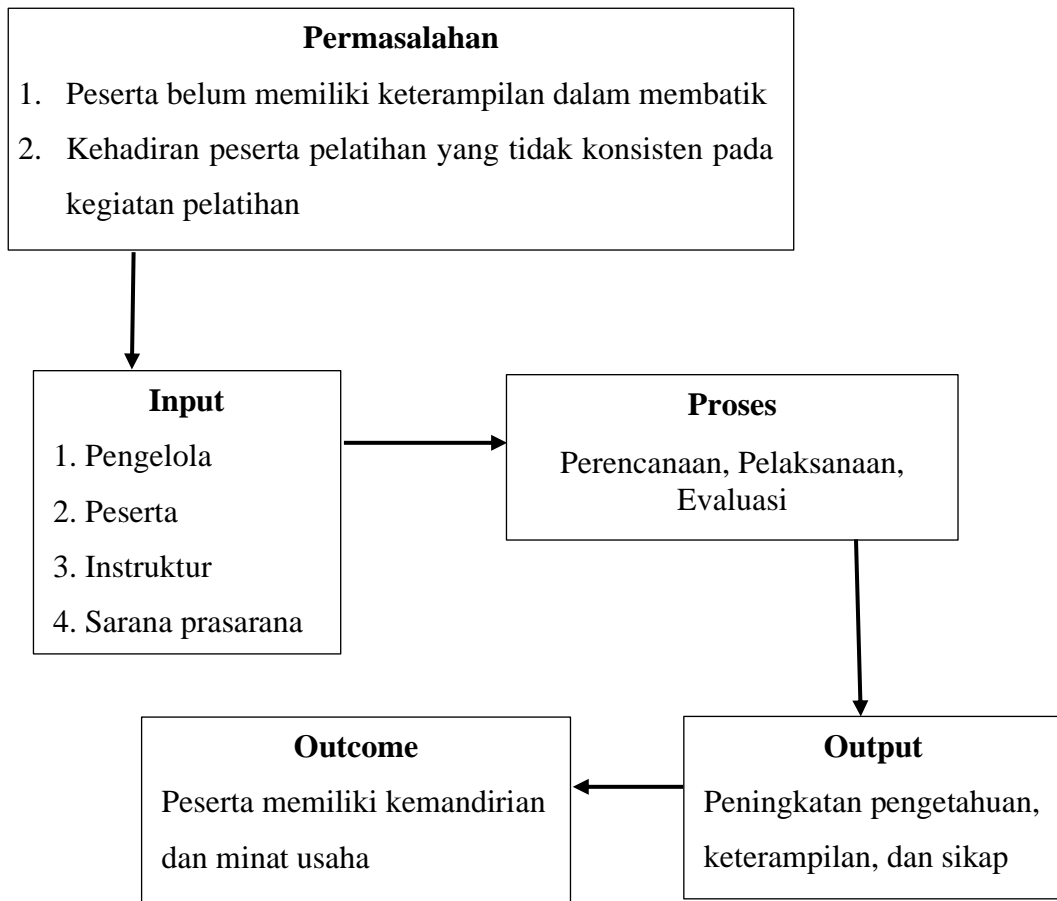 Permasalahan
1. Peserta belum memiliki keterampilan dalam membatik
2. Kehadiran peserta pelatihan yang tidak konsisten pada
kegiatan pelatihan
Input
1. Pengelola
2. Peserta
3. Instruktur
4. Sarana prasarana
Proses
Perencanaan, Pelaksanaan,
Evaluasi
Output
Peningkatan pengetahuan,
keterampilan, dan sikap
Outcome
Peserta memiliki kemandirian
dan minat usaha